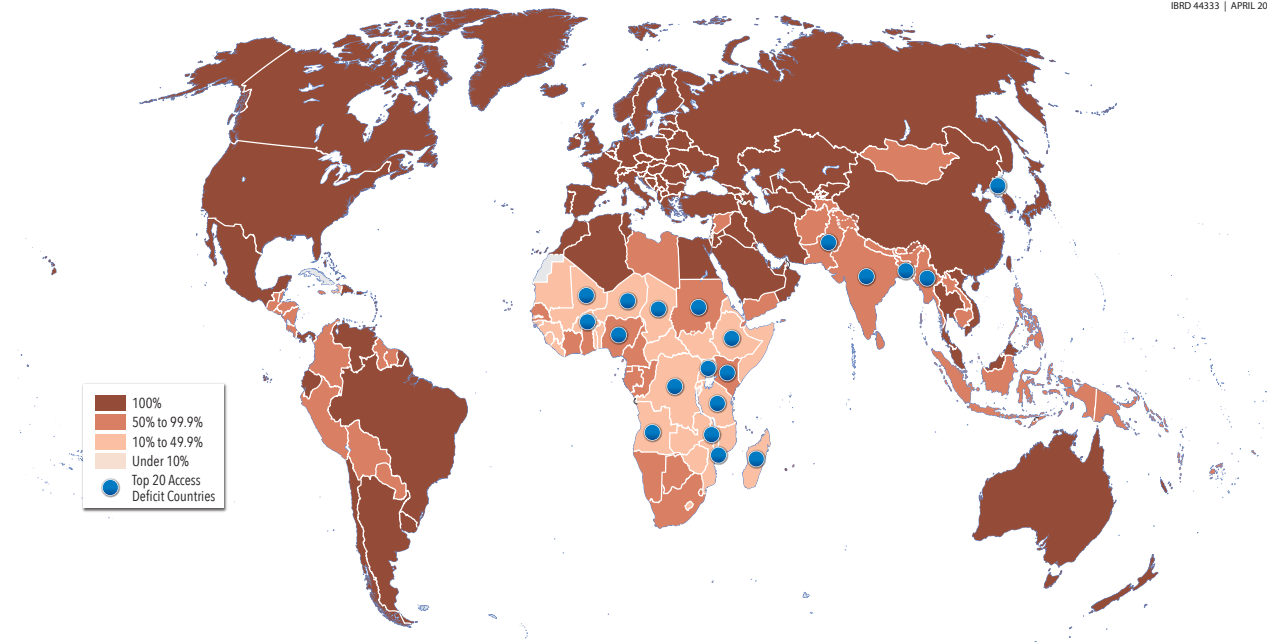 IBRD 44333 | APRIL 20
100%
50% to 99.9%
10% to 49.9%
Under 10%
Top 20 Access
Deficit Countries